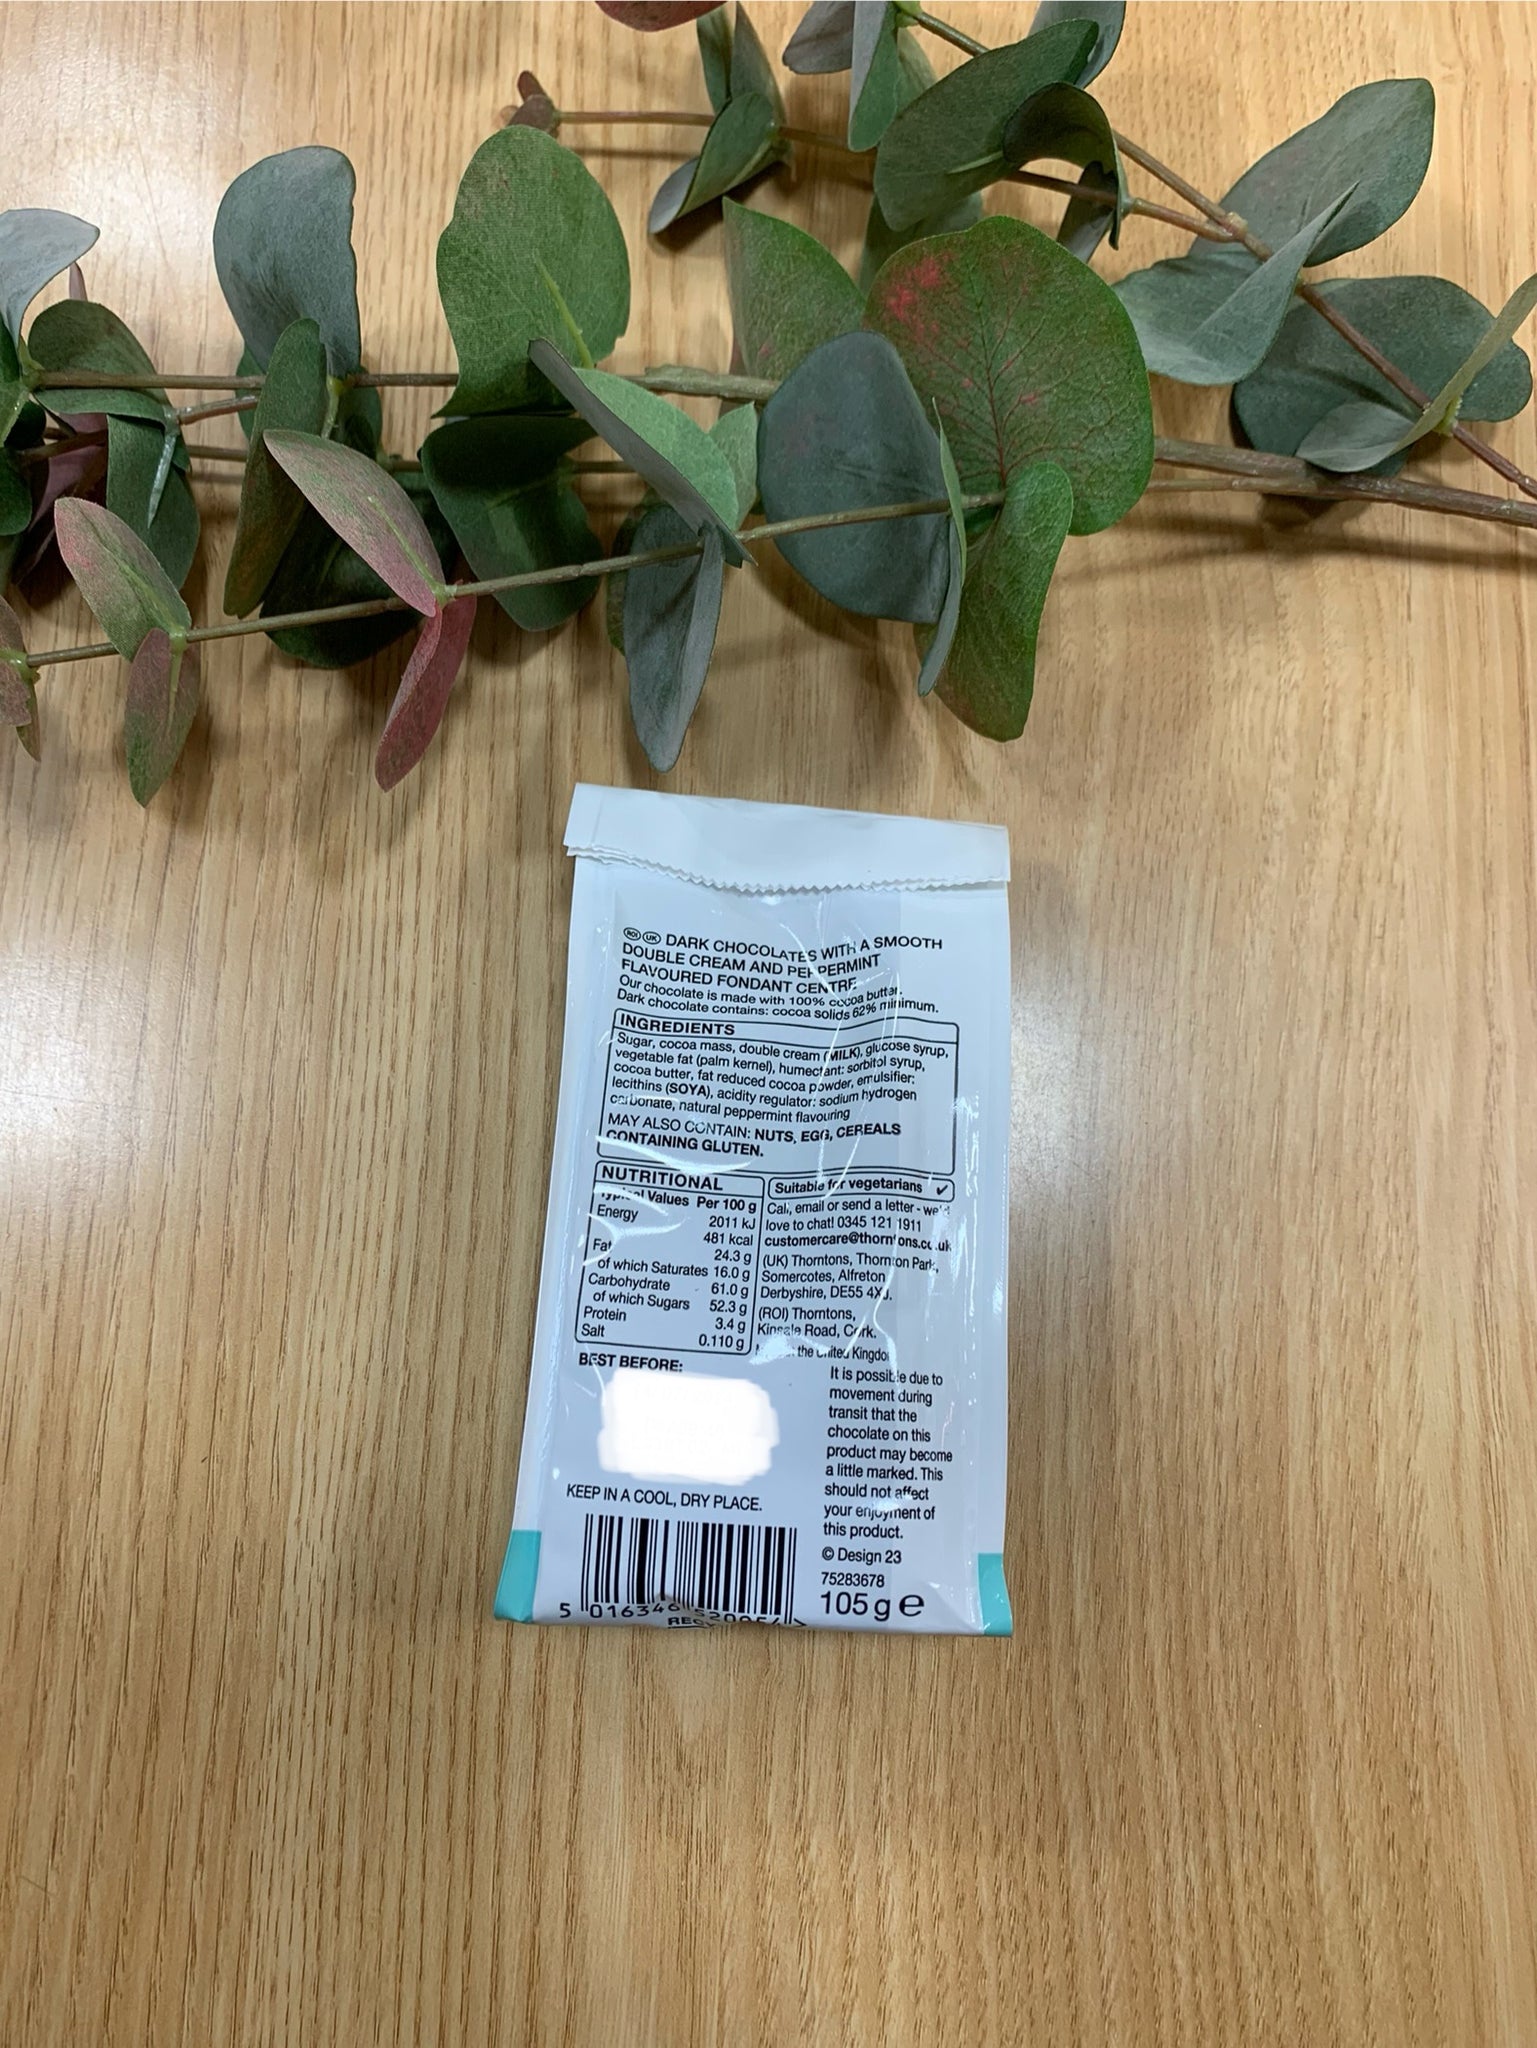 ROI UK DARK CHOCOLATES WITH A SMOOTH
DOUBLE CREAM AND PEPPERMINT
FLAVOURED FONDANT CENTRE
Our chocolate is made with 100% cocoa butter.
Dark chocolate contains: cocoa solids 62% minimum.
INGREDIENTS
Sugar, cocoa mass, double cream (MILK), glucose syrup,
vegetable fat (palm kernel), humectant: sorbitol syrup,
cocoa butter, fat reduced cocoa powder, emulsifier:
lecithins (SOYA), acidity regulator: sodium hydrogen
carbonate, natural peppermint flavouring
MAY ALSO CONTAIN: NUTS, EGG, CEREALS
CONTAINING GLUTEN.
NUTRITIONAL
Typical Values Per 100 g
Energy 2011 kJ
481 kcal
Fat 24.3 g
of which Saturates 16.0 g
Carbohydrate 61.0 g
of which Sugars 52.3 g
Protein 3.4 g
Salt 0.110 g
Suitable for vegetarians ✓
Call, email or send a letter - we'd
love to chat! 0345 121 1911
customercare@thorntons.co.uk
(UK) Thorntons, Thornton Park,
Somercotes, Alfreton
Derbyshire, DE55 4XJ.
(ROI) Thorntons,
Kinsale Road, Cork.
the United Kingdom
BEST BEFORE:
KEEP IN A COOL, DRY PLACE.
It is possible due to
movement during
transit that the
chocolate on this
product may become
a little marked. This
should not affect
your enjoyment of
this product.
© Design 23
75283678
105 g e
5 016346